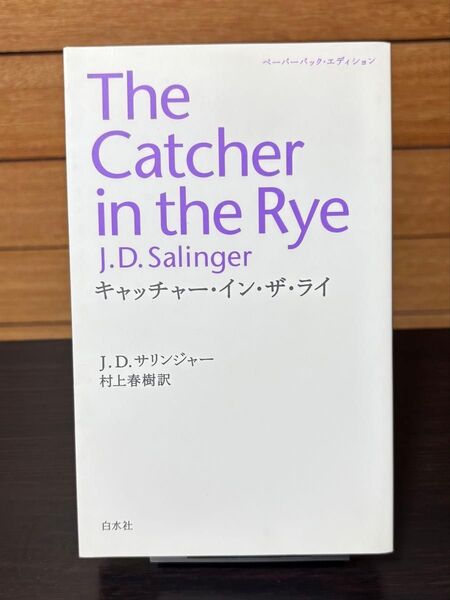 ペーパーバック・エディション
The
Catcher
in the Rye
J.D. Salinger
キャッチャー・イン・ザ・ライ
J.D.サリンジャー
村上春樹訳
白水社